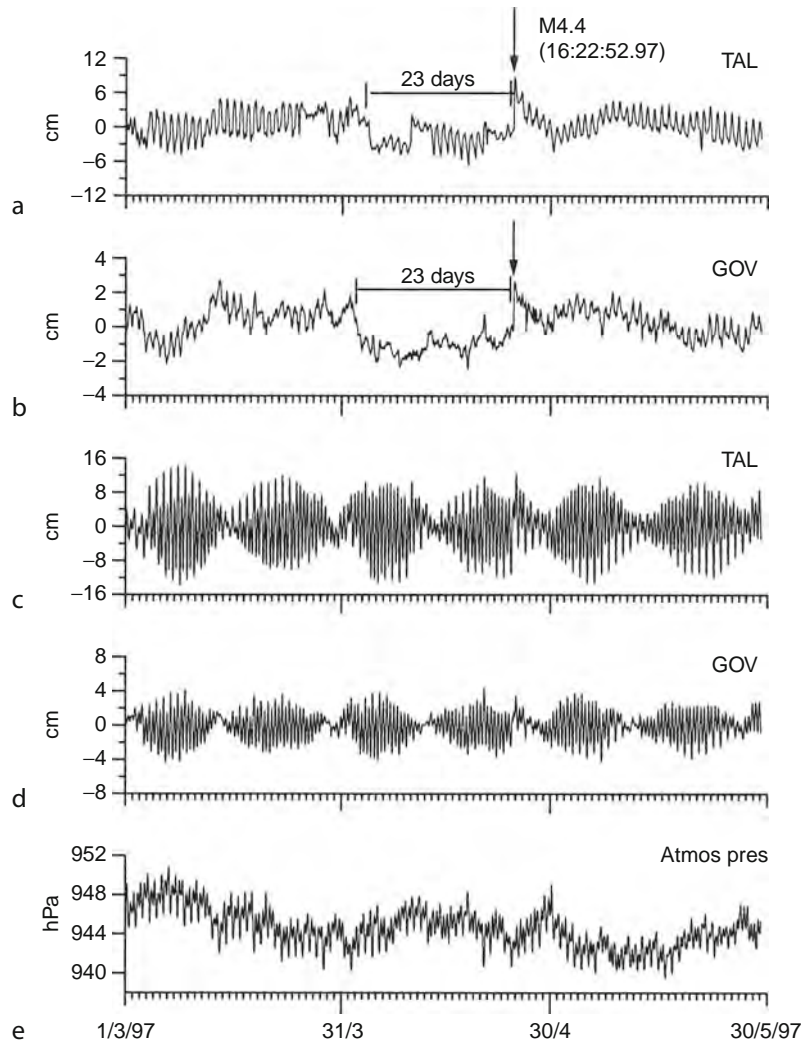 M4.4
(16:22:52.97)
TAL
12
6
0
−6
−12
cm
23 days
a
GOV
4
2
0
−2
−4
cm
23 days
b
TAL
16
8
0
−8
−16
cm
c
GOV
8
4
0
−4
−8
cm
d
Atmos pres
952
948
944
940
hPa
e
1/3/97 31/3 30/4 30/5/97